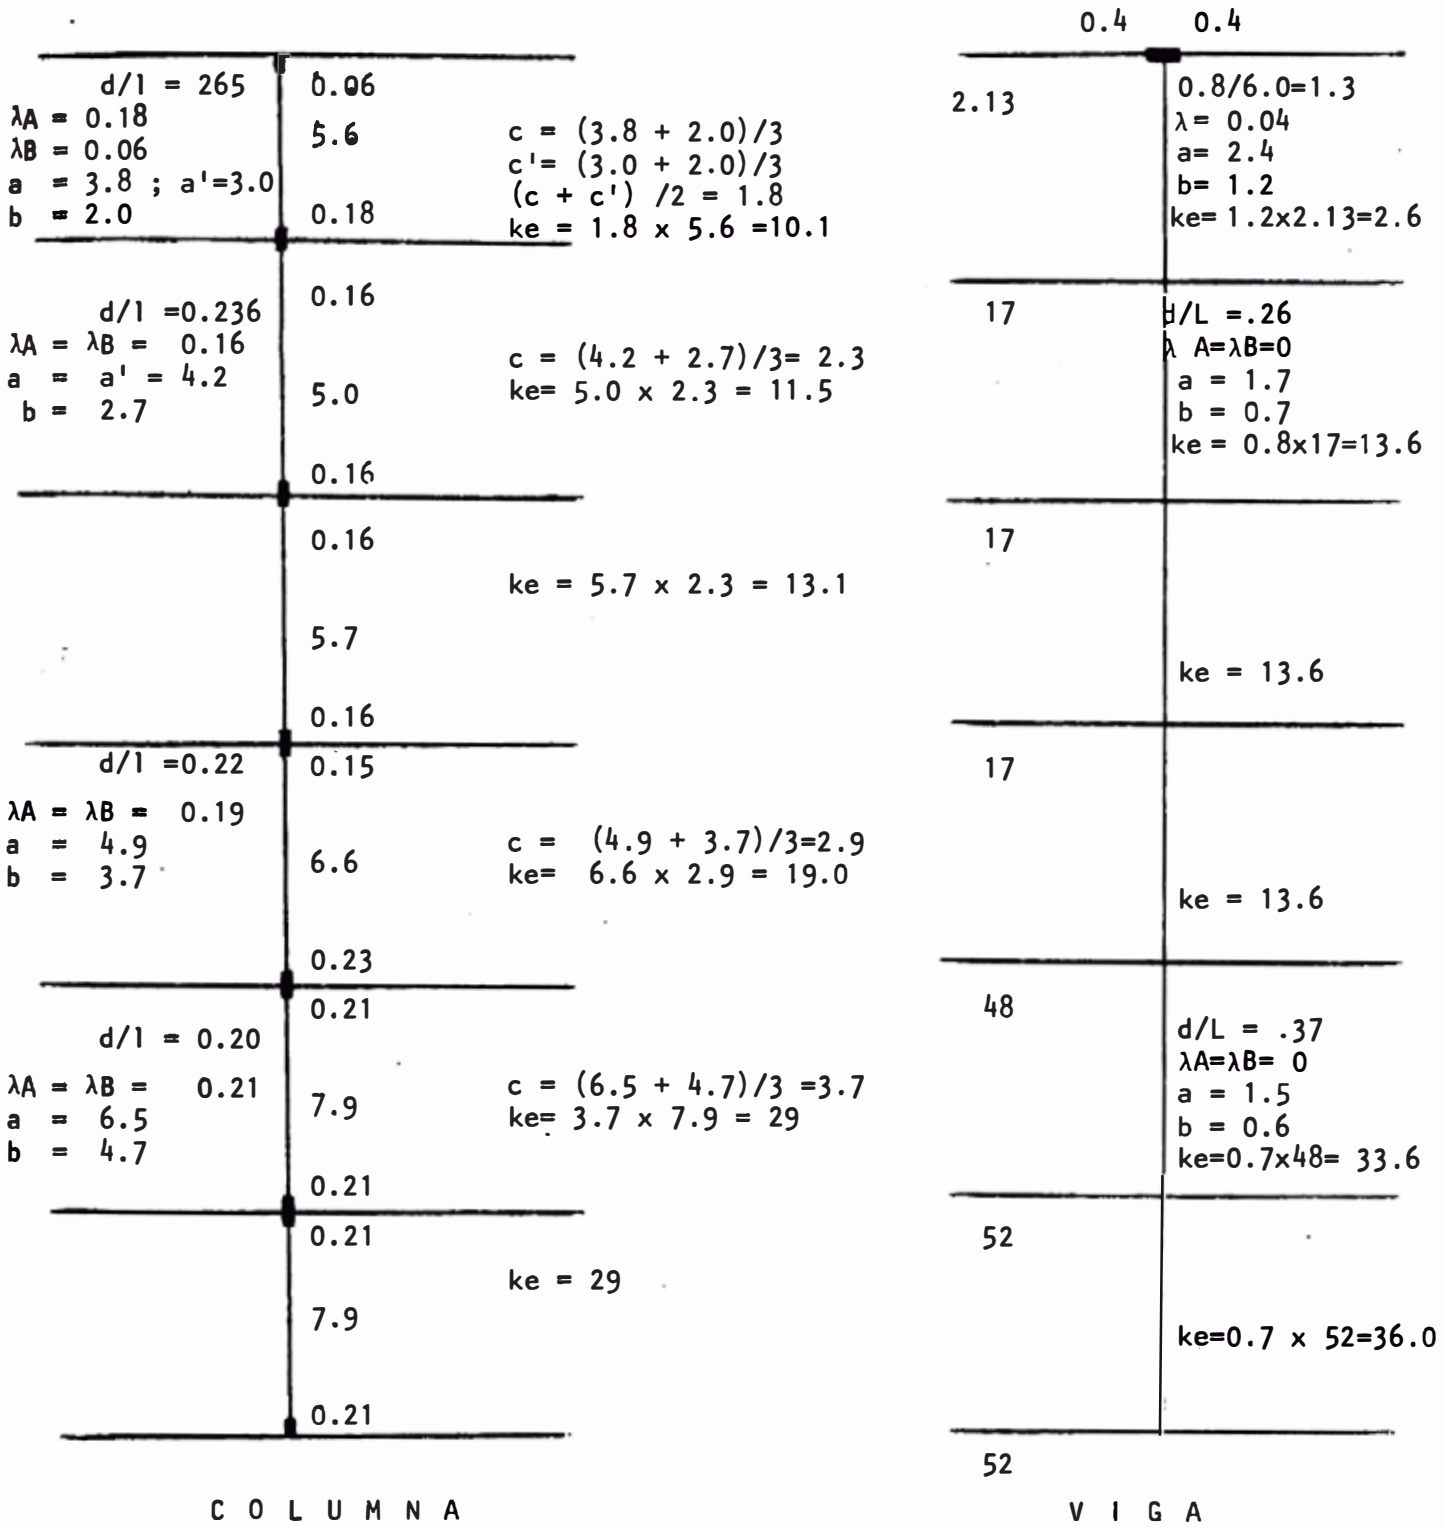 0.4 0.4
d/l = 265
λA = 0.18
λB = 0.06
a = 3.8 ; a'=3.0
b = 2.0
0.06
5.6
0.18
c = (3.8 + 2.0)/3
c'= (3.0 + 2.0)/3
(c + c') /2 = 1.8
ke = 1.8 x 5.6 =10.1
d/l =0.236
λA = λB = 0.16
a = a' = 4.2
b = 2.7
0.16
5.0
0.16
c = (4.2 + 2.7)/3= 2.3
ke= 5.0 x 2.3 = 11.5
0.16
5.7
0.16
ke = 5.7 x 2.3 = 13.1
d/l =0.22
λA = λB = 0.19
a = 4.9
b = 3.7
0.15
6.6
0.23
c = (4.9 + 3.7)/3=2.9
ke= 6.6 x 2.9 = 19.0
d/l = 0.20
λA = λB = 0.21
a = 6.5
b = 4.7
0.21
7.9
0.21
c = (6.5 + 4.7)/3 =3.7
ke= 3.7 x 7.9 = 29
0.21
7.9
0.21
ke = 29
C O L U M N A
2.13
0.8/6.0=1.3
λ= 0.04
a= 2.4
b= 1.2
ke= 1.2x2.13=2.6
17
d/L =.26
λ A=λB=0
a = 1.7
b = 0.7
ke = 0.8x17=13.6
17
ke = 13.6
17
ke = 13.6
48
d/L = .37
λA=λB= 0
a = 1.5
b = 0.6
ke=0.7x48= 33.6
52
ke=0.7 x 52=36.0
52
V I G A